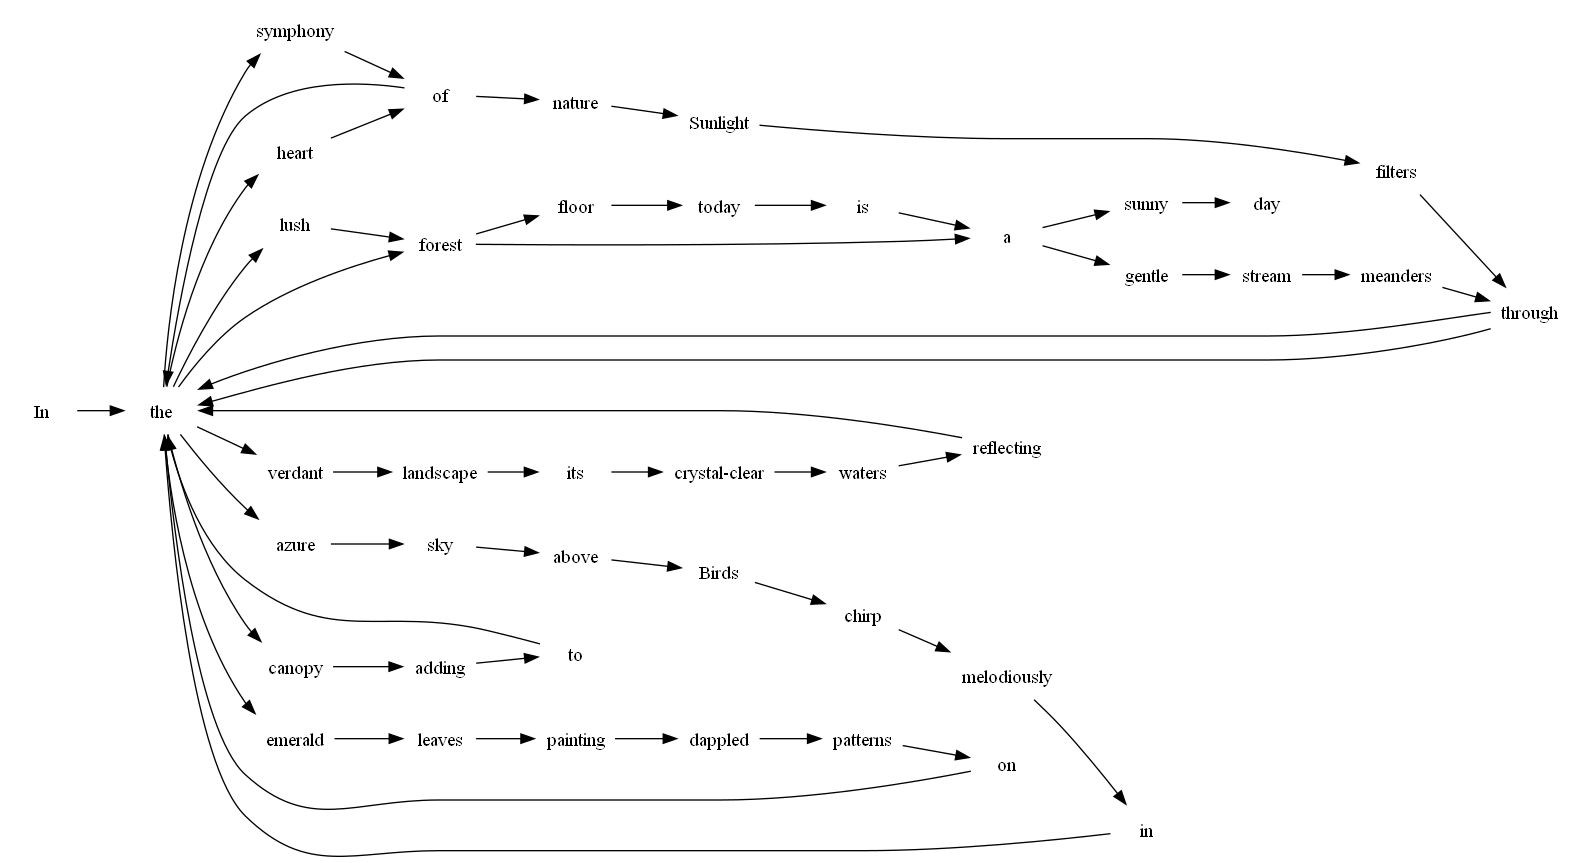 symphony
of
nature
Sunlight
heart
filters
lush
floor
today
is
sunny
day
forest
a
gentle
stream
meanders
through
In
the
reflecting
verdant
landscape
its
crystal-clear
waters
azure
sky
above
Birds
chirp
to
canopy
adding
melodiously
emerald
leaves
painting
dappled
patterns
on
in